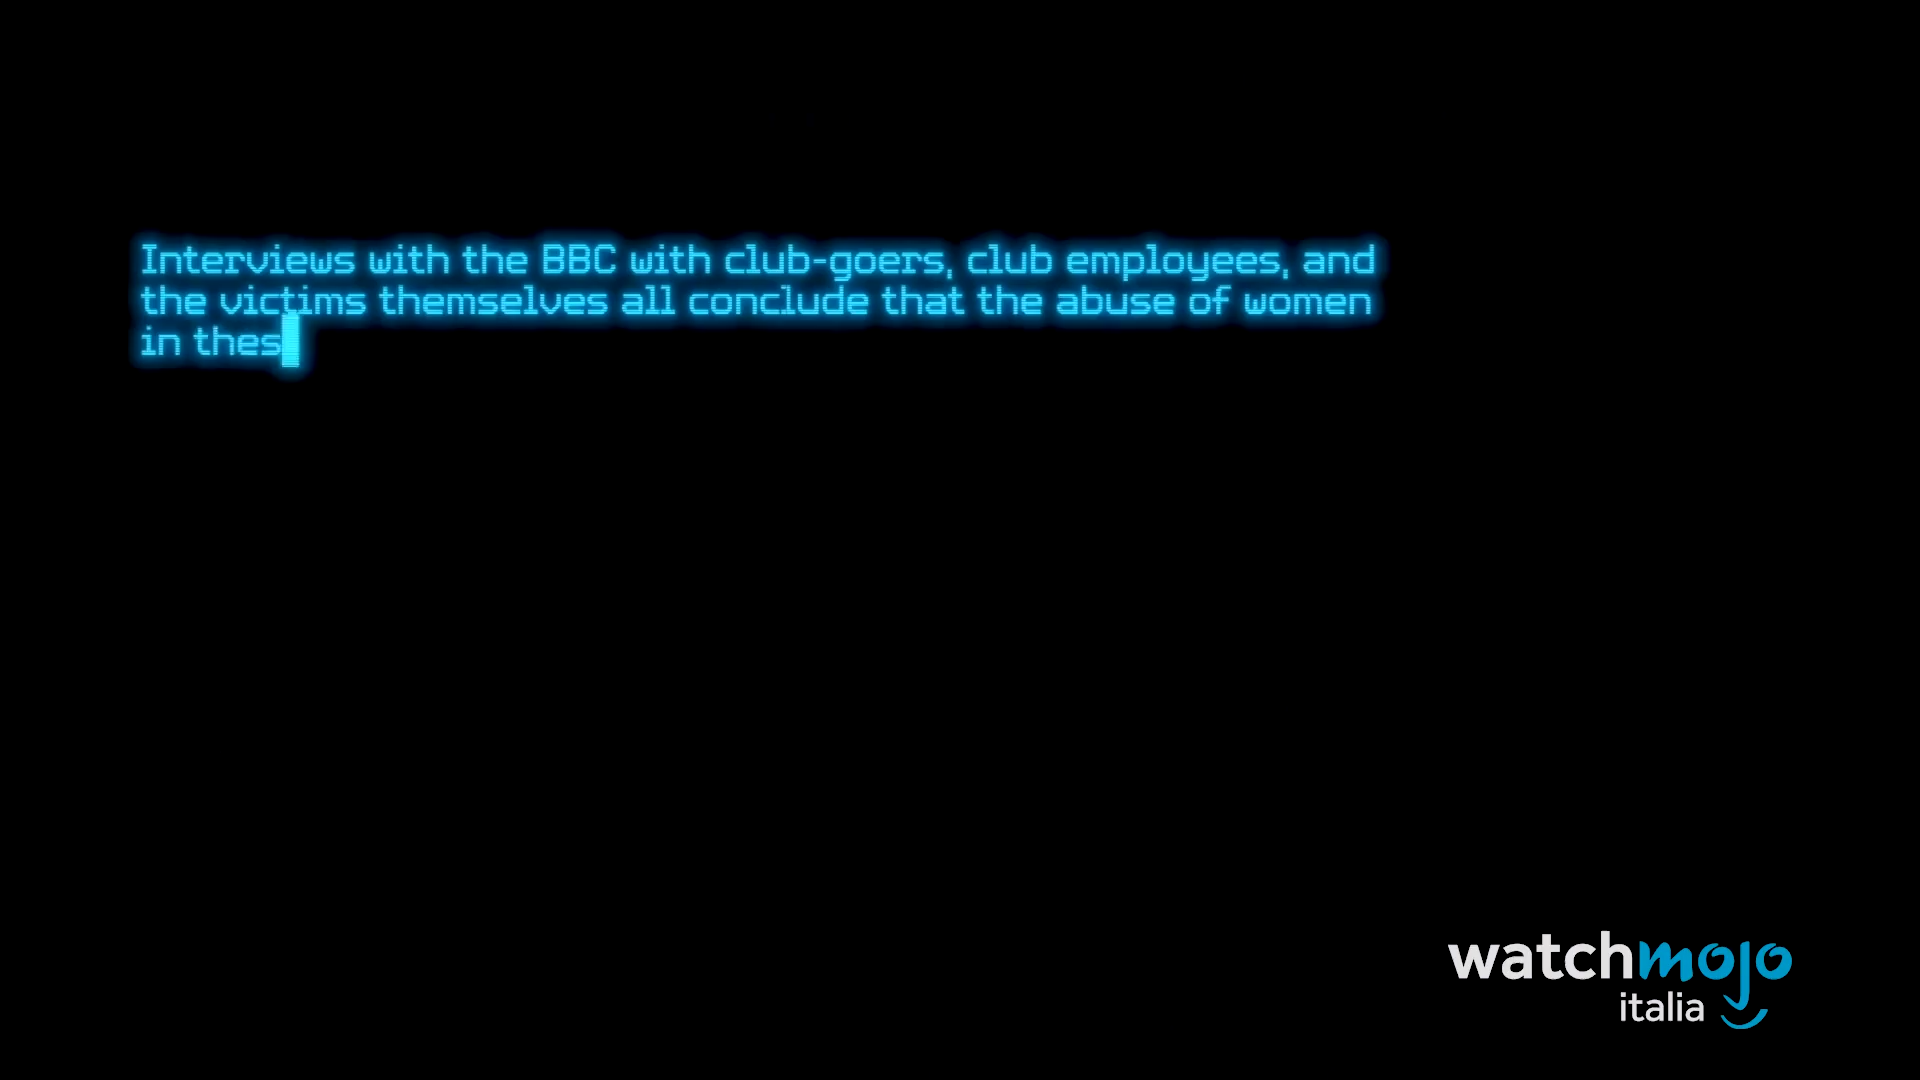 Interviews with the BBC with club-goers, club employees, and
the victims themselves all conclude that the abuse of women
in thes
watchmojo
italia